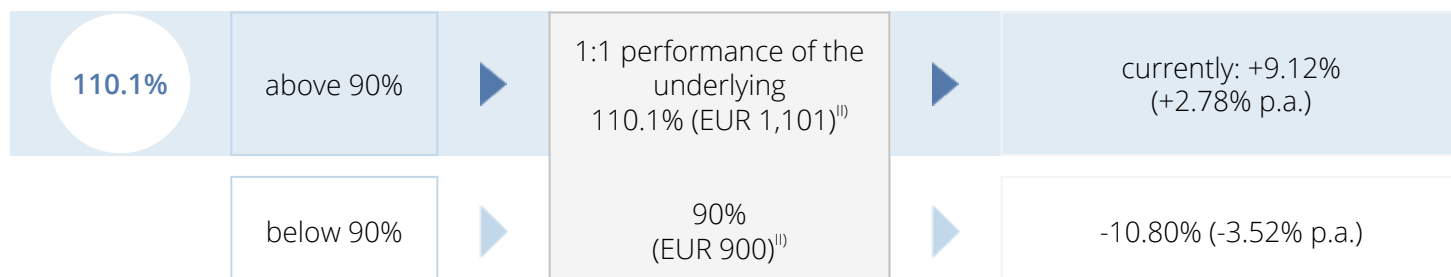 110.1%
above 90%
1:1 performance of the
underlying
110.1% (EUR 1,101)II)
currently: +9.12%
(+2.78% p.a.)
below 90%
90%
(EUR 900)II)
-10.80% (-3.52% p.a.)